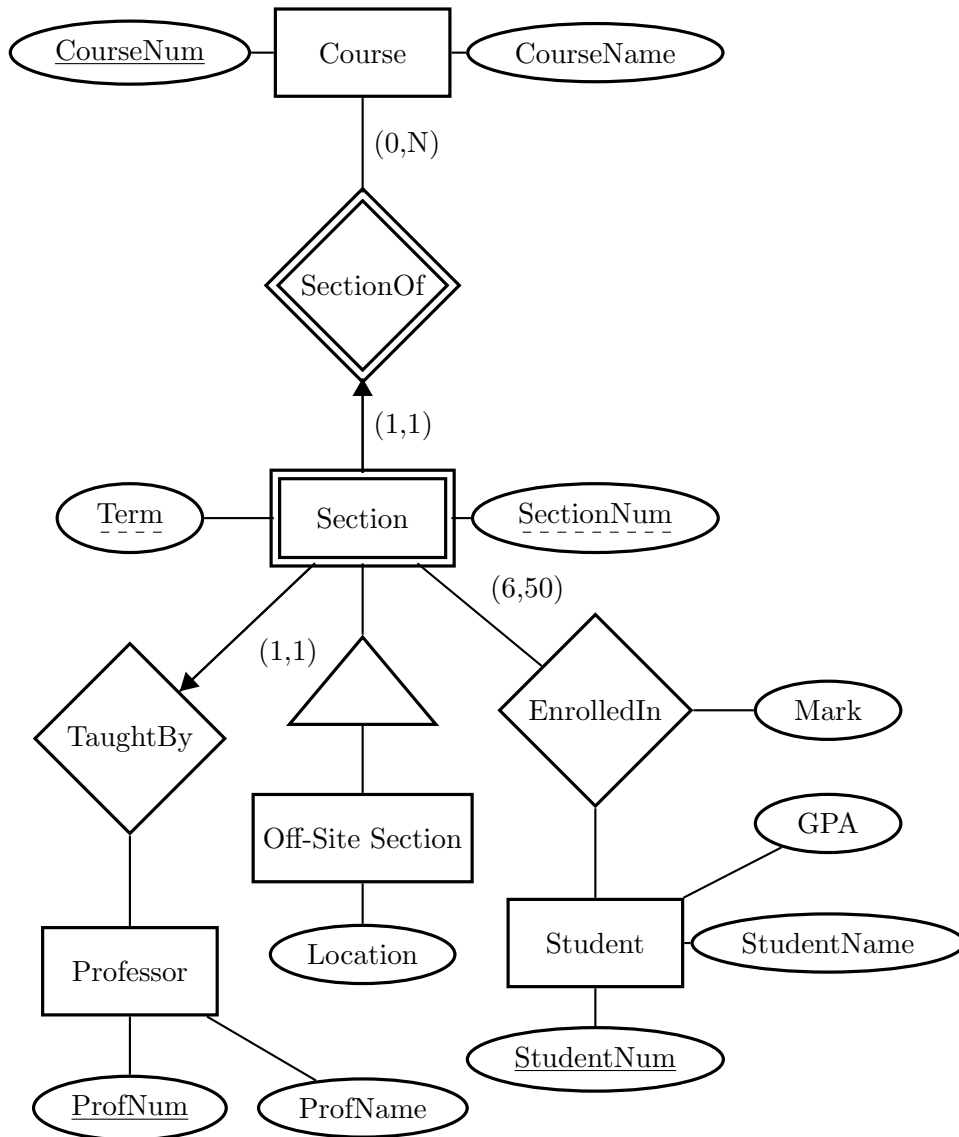 CourseNum
Course
CourseName
(0,N)
SectionOf
(1,1)
Term
Section
SectionNum
(6,50)
(1,1)
TaughtBy
EnrolledIn
Mark
GPA
Off-Site Section
Student
StudentName
Location
Professor
StudentNum
ProfNum
ProfName